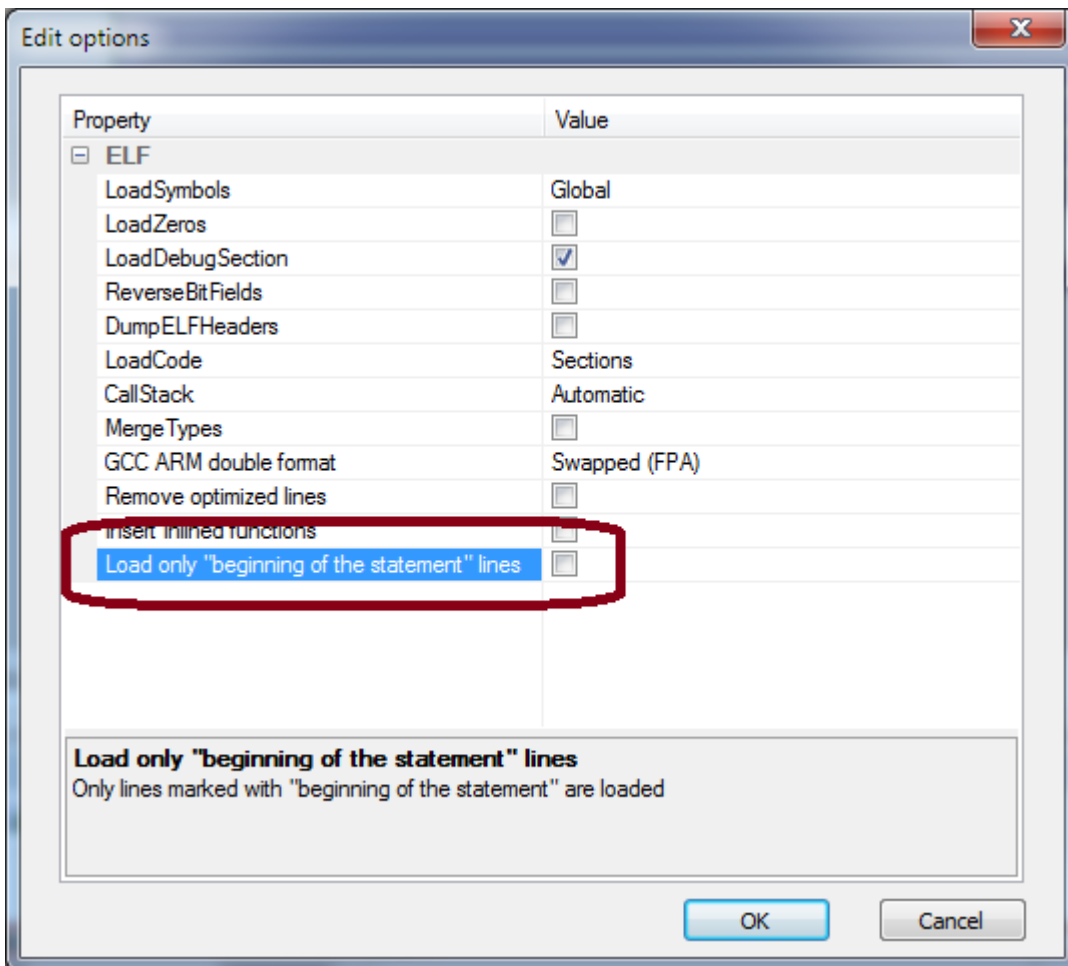 Edit options
Property Value
ELF
LoadSymbols Global
LoadZeros
LoadDebugSection
ReverseBitFields
DumpELFHeaders
LoadCode Sections
CallStack Automatic
MergeTypes
GCC ARM double format Swapped (FPA)
Remove optimized lines
Insert inlined functions
Load only "beginning of the statement" lines
Load only "beginning of the statement" lines
Only lines marked with "beginning of the statement" are loaded
OK Cancel